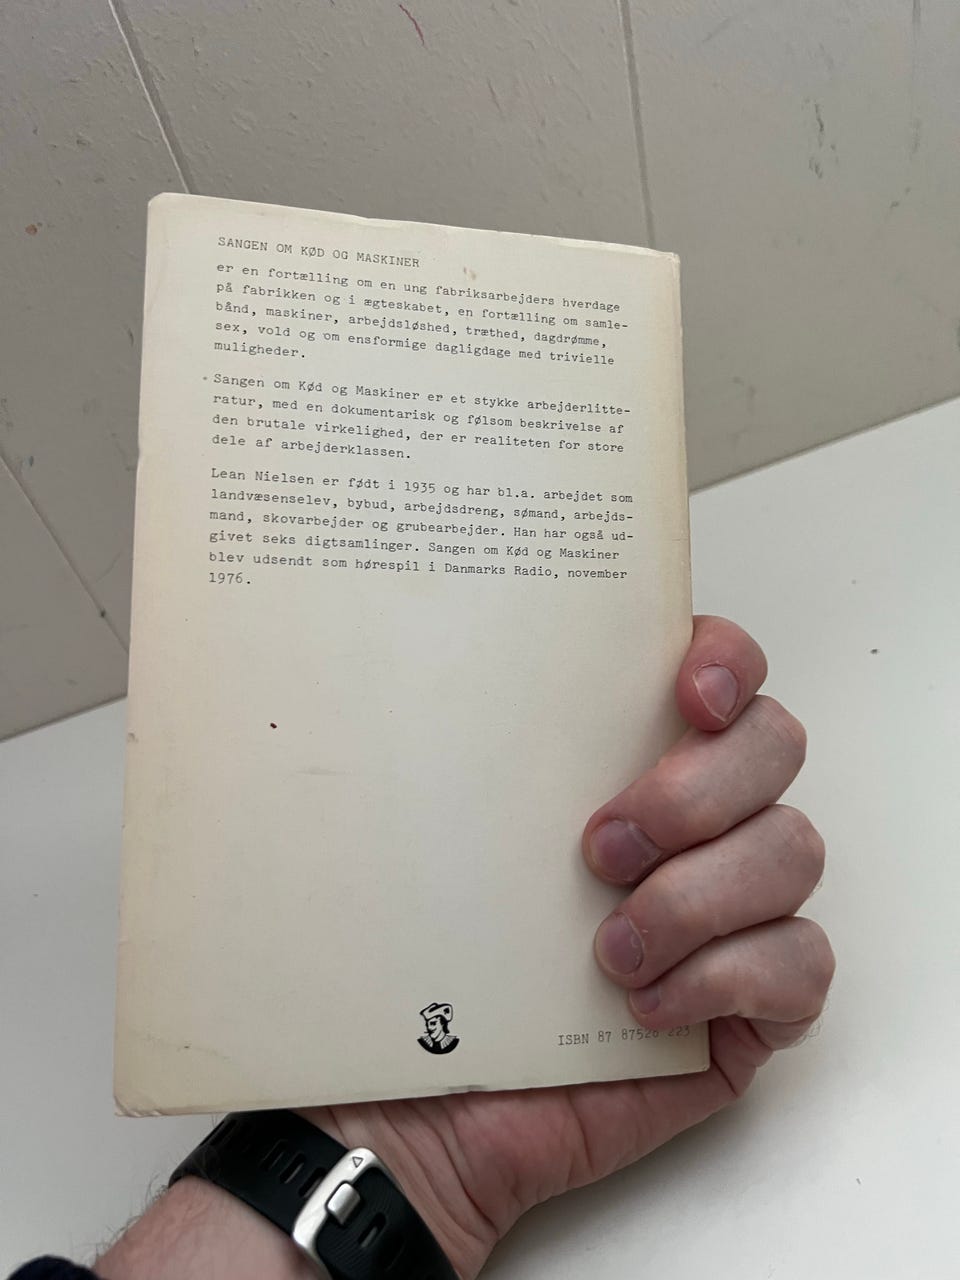 SANGEN OM KØD OG MASKINER
er en fortælling om en ung fabriksarbejders hverdage
på fabrikken og i ægteskabet, en fortælling om samle-
bånd, maskiner, arbejdsløshed, træthed, dagdrømme,
sex, vold og om ensformige dagligdage med trivielle
muligheder.
Sangen om Kød og Maskiner er et stykke arbejderlitte-
ratur, med en dokumentarisk og følsom beskrivelse af
den brutale virkelighed, der er realiteten for store
dele af arbejderklassen.
Lean Nielsen er født i 1935 og har bl.a. arbejdet som
landvæsenselev, bybud, arbejdsdreng, sømand, arbejds-
mand, skovarbejder og grubearbejder. Han har også ud-
givet seks digtsamlinger. Sangen om Kød og Maskiner
blev udsendt som hørespil i Danmarks Radio, november
1976.
ISBN 87 87526 223